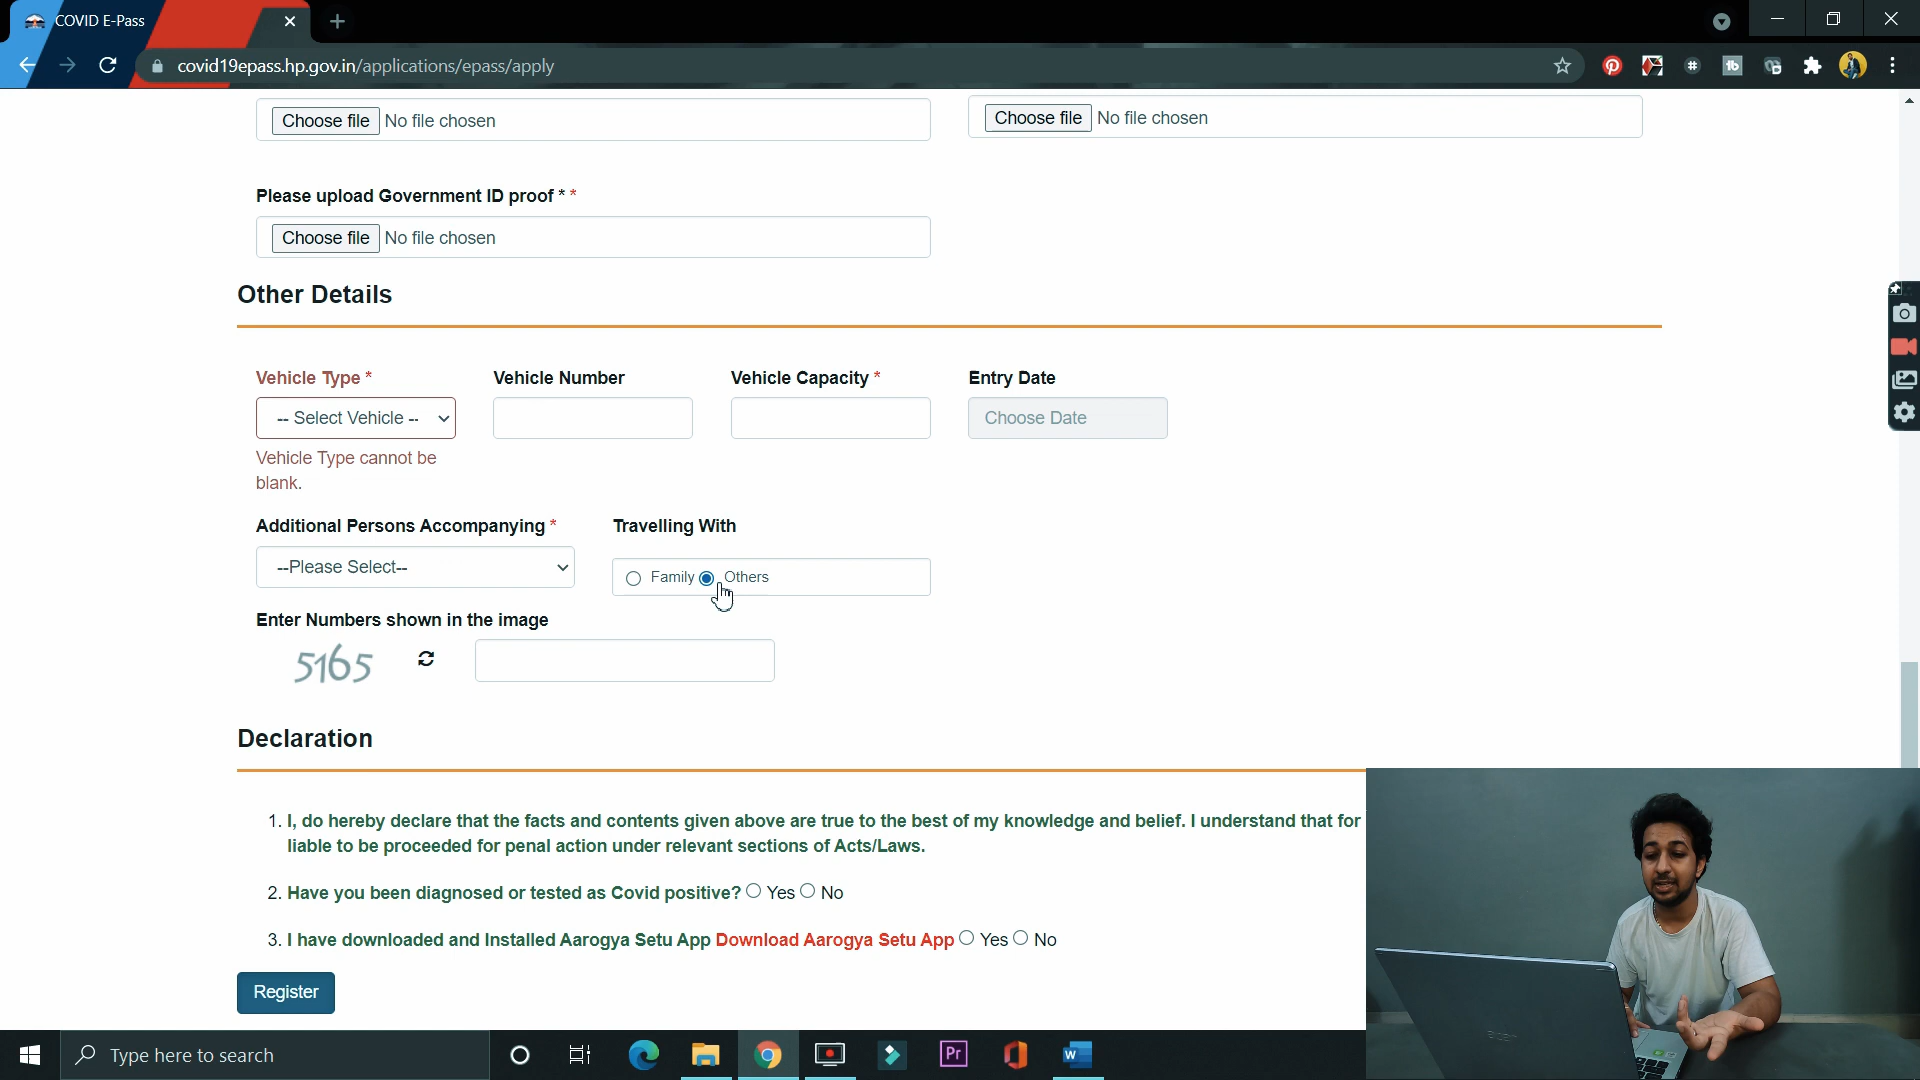 COVID E-Pass
covid19epass.hp.gov.in/applications/epass/apply
Choose file No file chosen
Choose file No file chosen
Please upload Government ID proof * *
Choose file No file chosen
Other Details
Vehicle Type *
Vehicle Number
Vehicle Capacity *
Entry Date
-- Select Vehicle --
Choose Date
Vehicle Type cannot be
blank.
Additional Persons Accompanying *
Travelling With
--Please Select--
Family
Others
Enter Numbers shown in the image
5165
Declaration
1. I, do hereby declare that the facts and contents given above are true to the best of my knowledge and belief. I understand that for
liable to be proceeded for penal action under relevant sections of Acts/Laws.
2. Have you been diagnosed or tested as Covid positive? Yes No
3. I have downloaded and Installed Aarogya Setu App Download Aarogya Setu App Yes No
Register
Type here to search
Pr
W